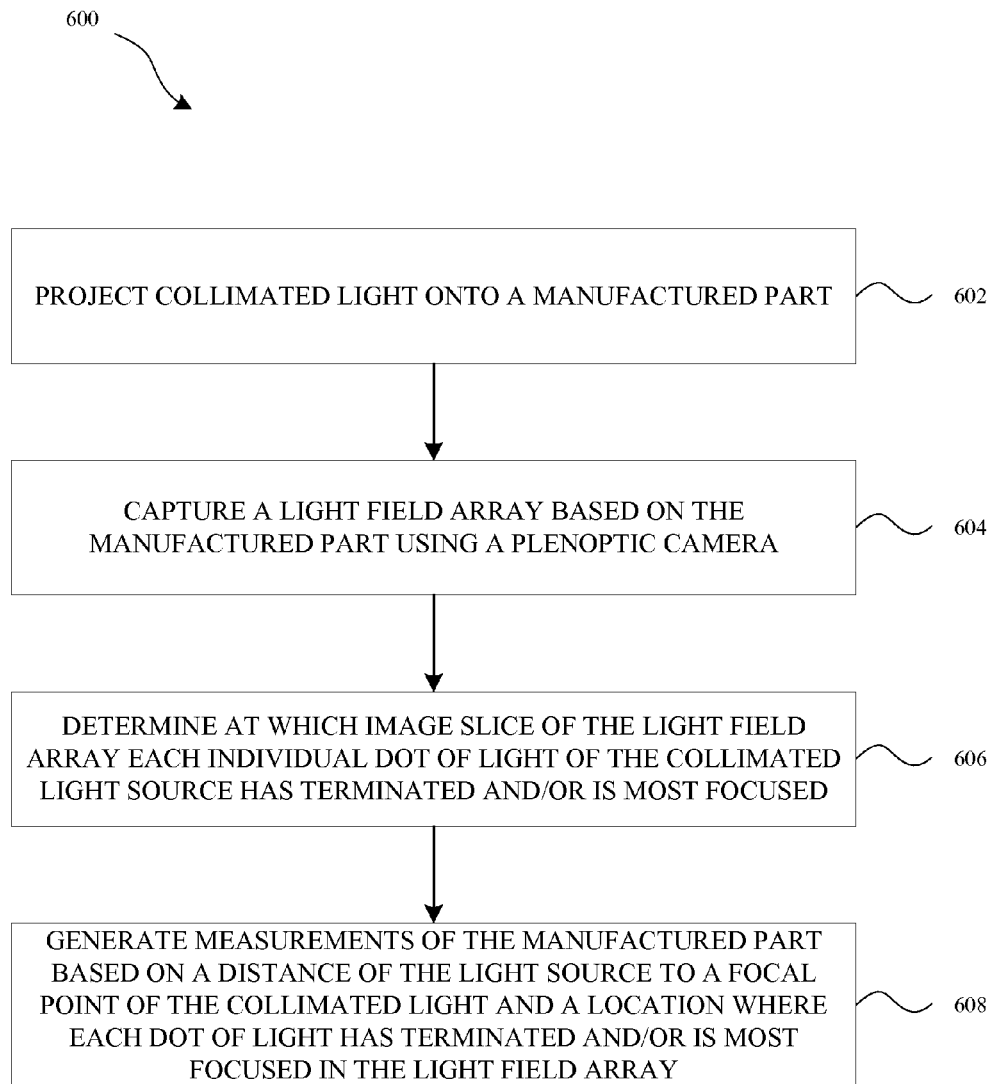 600
PROJECT COLLIMATED LIGHT ONTO A MANUFACTURED PART
602
CAPTURE A LIGHT FIELD ARRAY BASED ON THE
MANUFACTURED PART USING A PLENOPTIC CAMERA
604
DETERMINE AT WHICH IMAGE SLICE OF THE LIGHT FIELD
ARRAY EACH INDIVIDUAL DOT OF LIGHT OF THE COLLIMATED
LIGHT SOURCE HAS TERMINATED AND/OR IS MOST FOCUSED
606
GENERATE MEASUREMENTS OF THE MANUFACTURED PART
BASED ON A DISTANCE OF THE LIGHT SOURCE TO A FOCAL
POINT OF THE COLLIMATED LIGHT AND A LOCATION WHERE
EACH DOT OF LIGHT HAS TERMINATED AND/OR IS MOST
FOCUSED IN THE LIGHT FIELD ARRAY
608